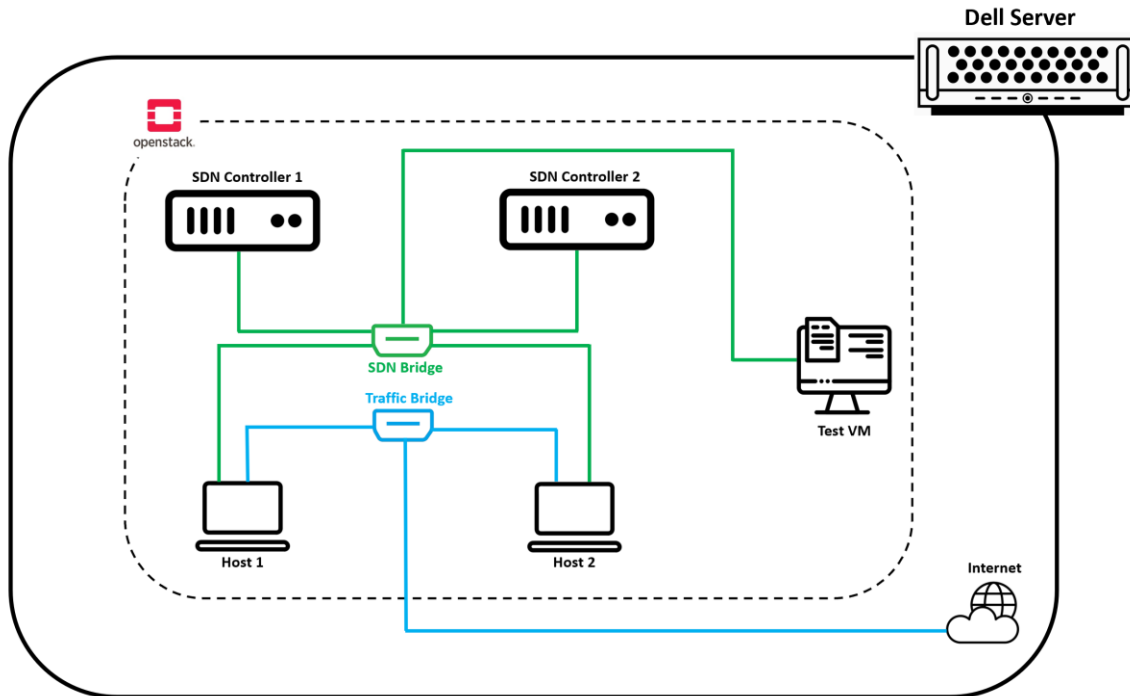 Dell Server
openstack.
SDN Controller 1
SDN Controller 2
SDN Bridge
Traffic Bridge
Test VM
Host 1
Host 2
Internet